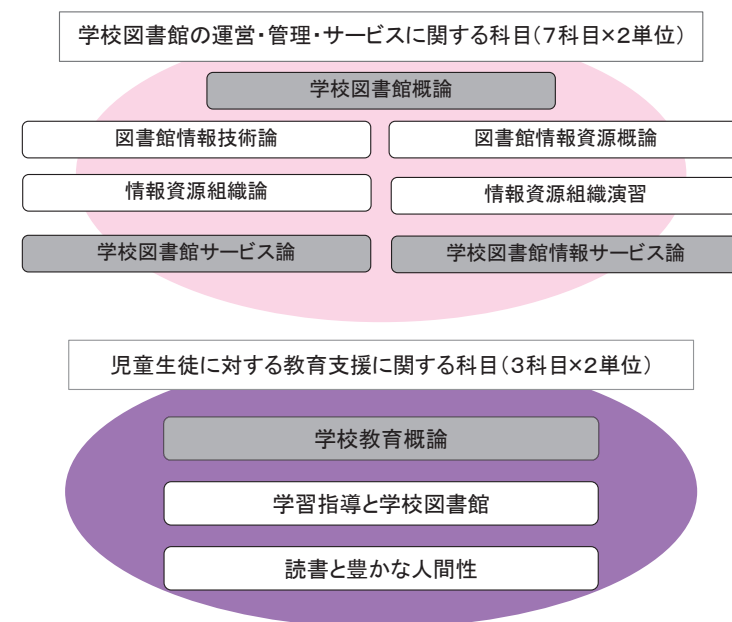 学校図書館の運営・管理・サービスに関する科目(7科目×2単位)
学校図書館概論
図書館情報技術論
図書館情報資源概論
情報資源組織論
情報資源組織演習
学校図書館サービス論
学校図書館情報サービス論
児童生徒に対する教育支援に関する科目(3科目×2単位)
学校教育概論
学習指導と学校図書館
読書と豊かな人間性